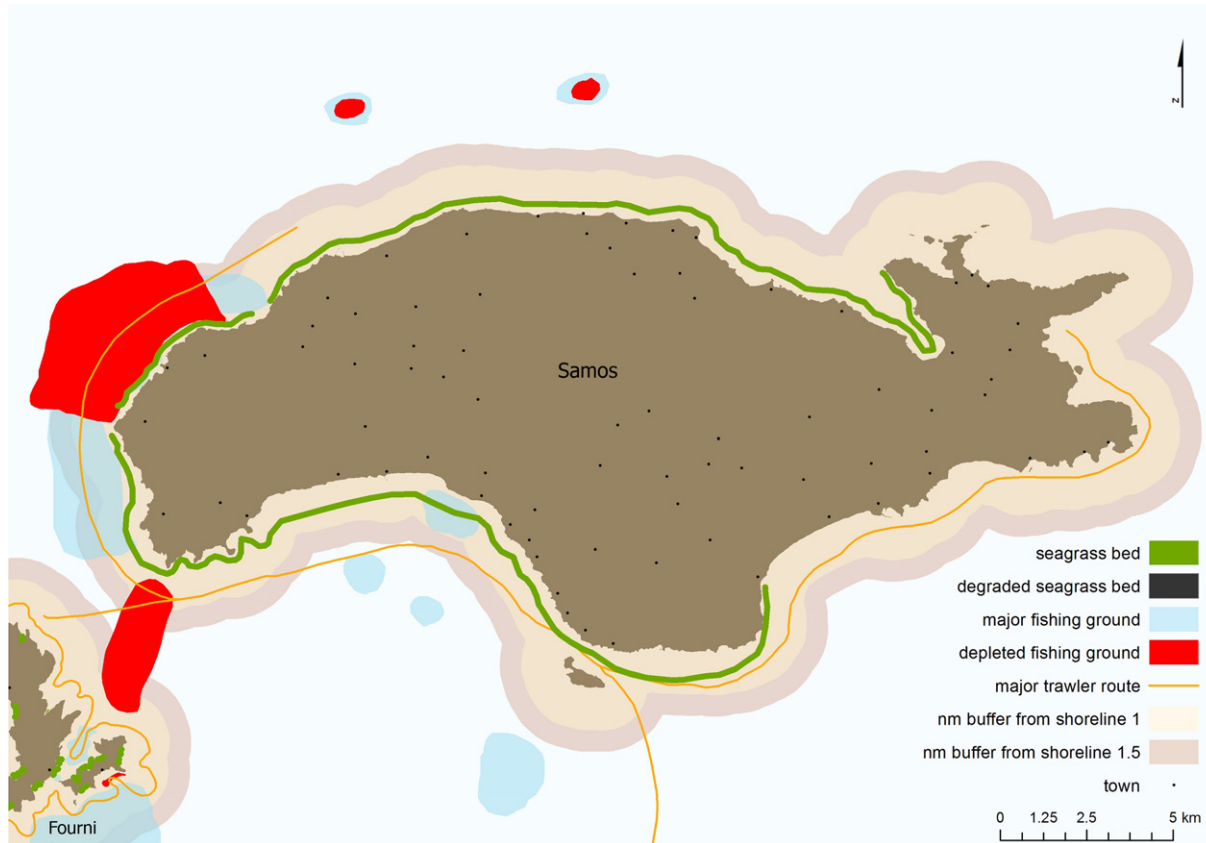 z
Samos
seagrass bed
degraded seagrass bed
major fishing ground
depleted fishing ground
major trawler route
nm buffer from shoreline 1
nm buffer from shoreline 1.5
town
0 1.25 2.5 5 km
Fourni